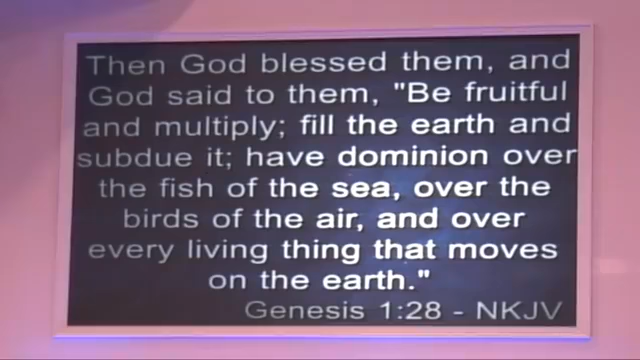 Then God blessed them, and
God said to them, "Be fruitful
and multiply; fill the earth and
subdue it; have dominion over
the fish of the sea, over the
birds of the air, and over
every living thing that moves
on the earth."
Genesis 1:28 - NKJV